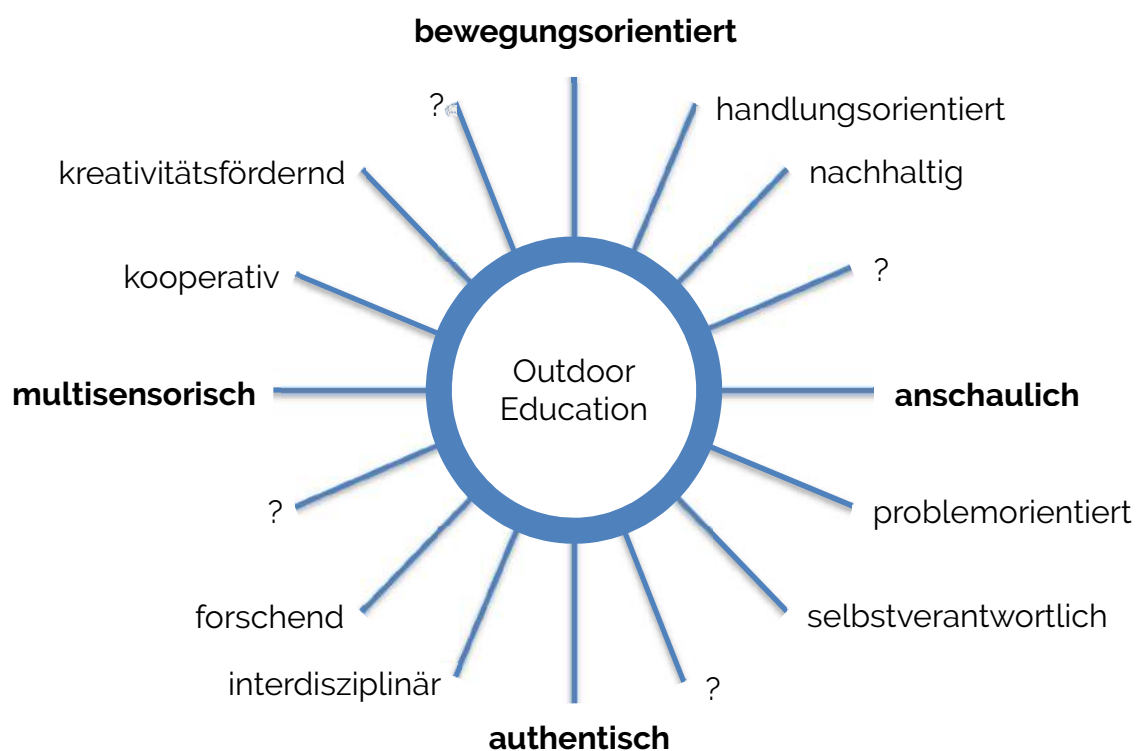 bewegungsorientiert
?
handlungsorientiert
kreativitätsfördernd
nachhaltig
kooperativ
?
Outdoor
Education
multisensorisch
anschaulich
?
problemorientiert
forschend
selbstverantwortlich
interdisziplinär
?
authentisch